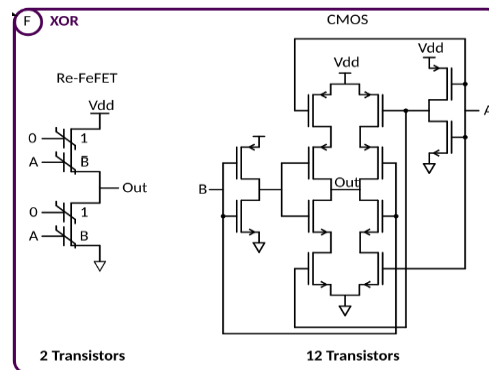 F XOR
CMOS
Re-FeFET
Vdd
0 1
A B
Out
0 1
A B
2 Transistors
Vdd
Vdd
A
B
Out
12 Transistors